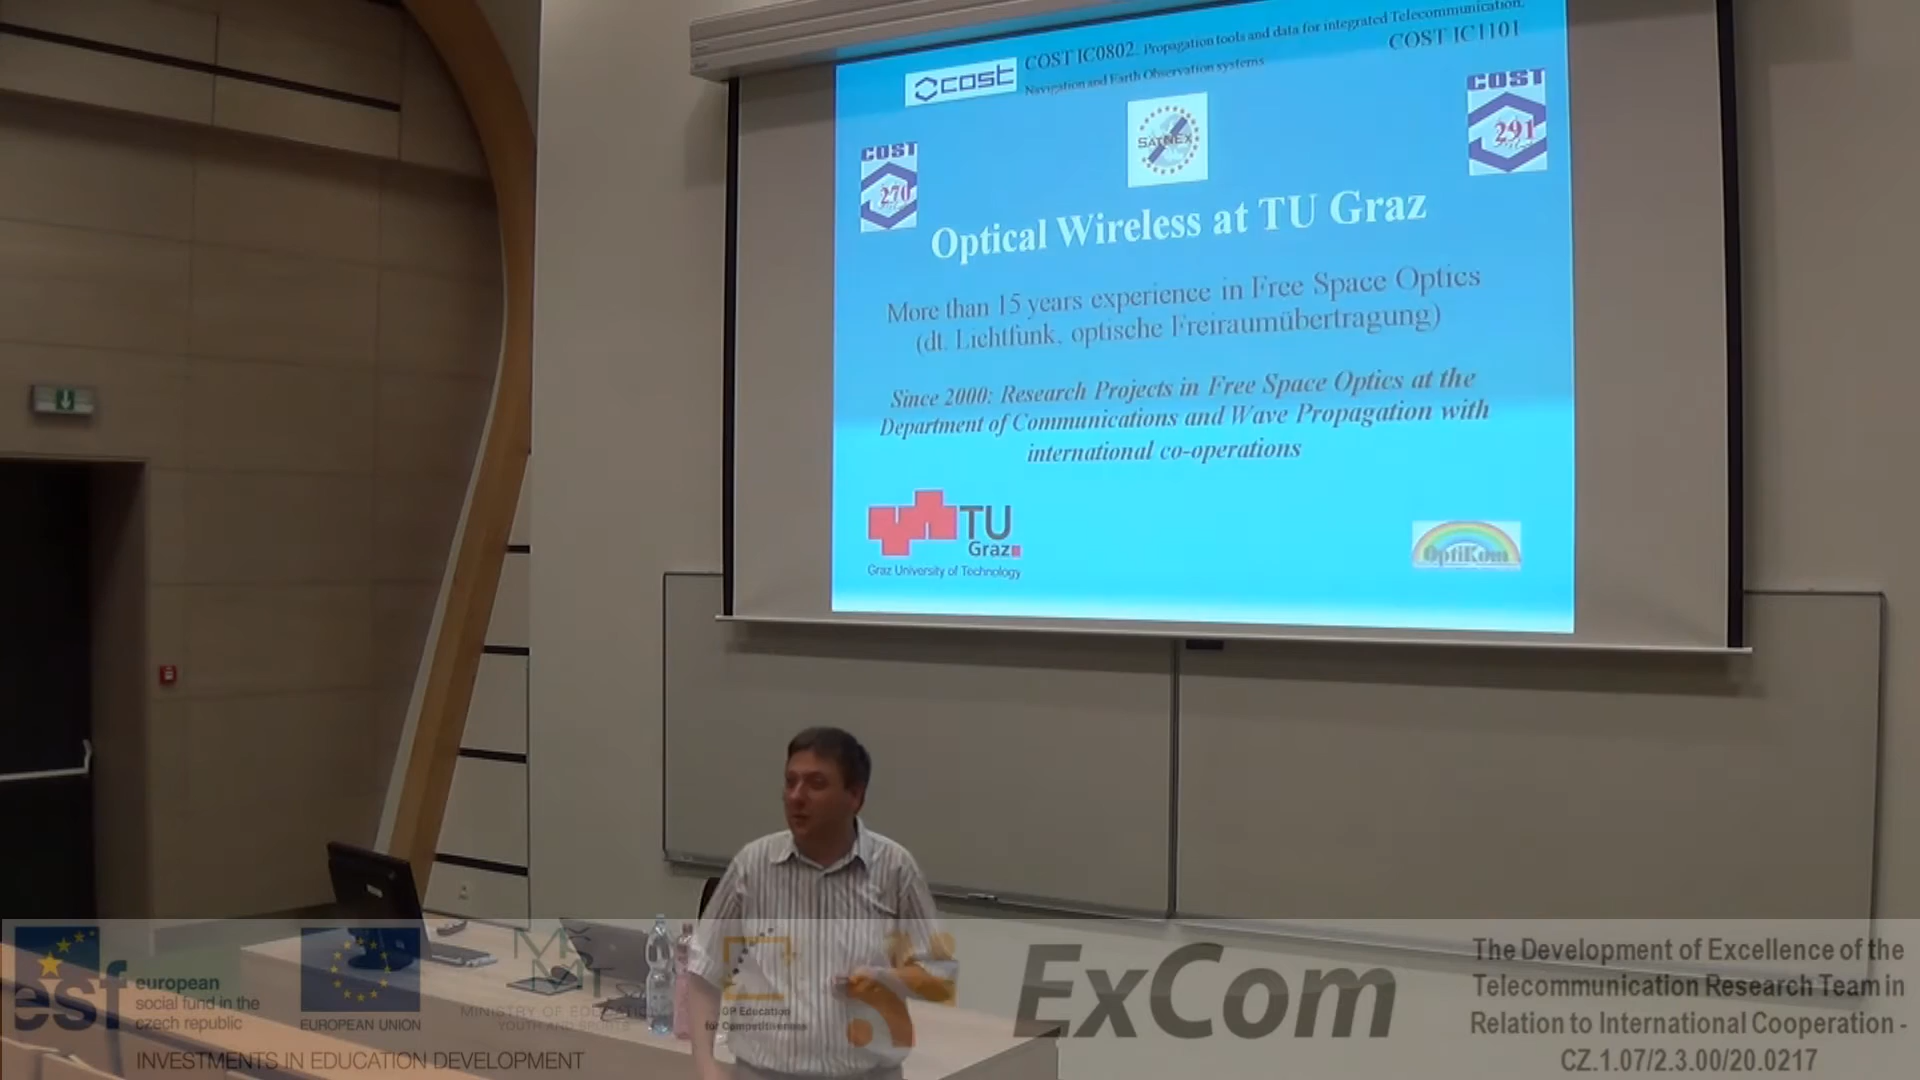 COST IC0802. Propagation tools and data for integrated Telecommunication,
Navigation and Earth Observation systems
COST IC1101
cost
COST
270
SATNEX
COST
291
Optical Wireless at TU Graz
More than 15 years experience in Free Space Optics
(dt. Lichtfunk, optische Freiraumübertragung)
Since 2000: Research Projects in Free Space Optics at the
Department of Communications and Wave Propagation with
international co-operations
TU
Graz
Graz University of Technology
OptiKom
esf
european
social fund in the
czech republic
EUROPEAN UNION
MINISTRY OF EDUCATION
YOUTH AND SPORTS
OP Education
for Competitiveness
INVESTMENTS IN EDUCATION DEVELOPMENT
ExCom
The Development of Excellence of the
Telecommunication Research Team in
Relation to International Cooperation -
CZ.1.07/2.3.00/20.0217